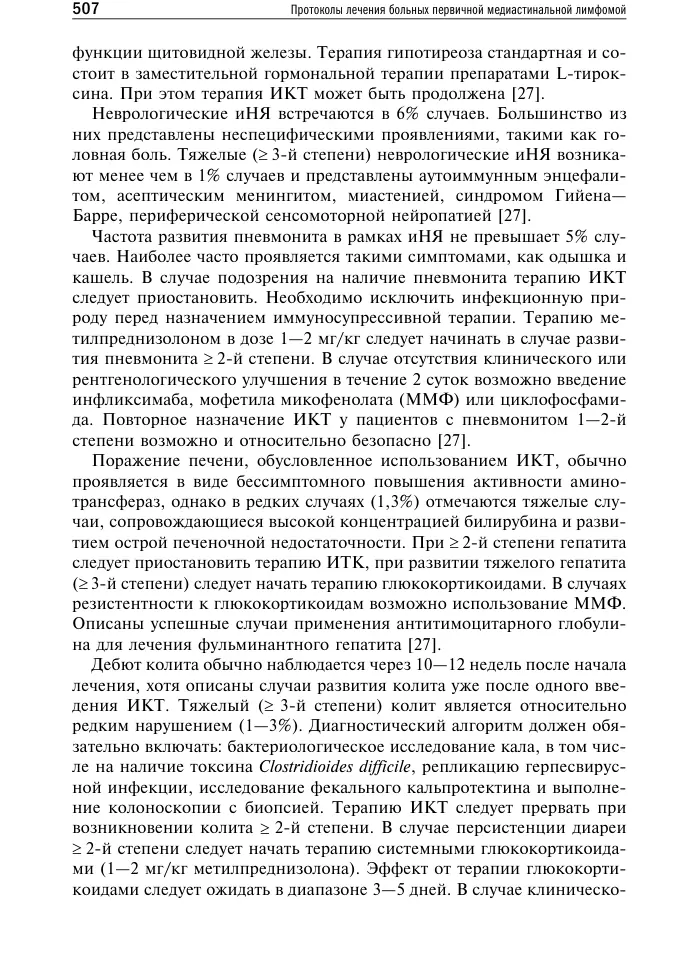 507
Протоколы лечения больных первичной медиастинальной лимфомой
функции щитовидной железы. Терапия гипотиреоза стандартная и со-
стоит в заместительной гормональной терапии препаратами L-тирок-
сина. При этом терапия ИКТ может быть продолжена [27].
Неврологические иНЯ встречаются в 6% случаев. Большинство из
них представлены неспецифическими проявлениями, такими как го-
ловная боль. Тяжелые (≥ 3-й степени) неврологические иНЯ возника-
ют менее чем в 1% случаев и представлены аутоиммунным энцефали-
том, асептическим менингитом, миастенией, синдромом Гийена—
Барре, периферической сенсомоторной нейропатией [27].
Частота развития пневмонита в рамках иНЯ не превышает 5% слу-
чаев. Наиболее часто проявляется такими симптомами, как одышка и
кашель. В случае подозрения на наличие пневмонита терапию ИКТ
следует приостановить. Необходимо исключить инфекционную при-
роду перед назначением иммуносупрессивной терапии. Терапию ме-
тилпреднизолоном в дозе 1—2 мг/кг следует начинать в случае разви-
тия пневмонита ≥ 2-й степени. В случае отсутствия клинического или
рентгенологического улучшения в течение 2 суток возможно введение
инфликсимаба, мофетила микофенолата (ММФ) или циклофосфами-
да. Повторное назначение ИКТ у пациентов с пневмонитом 1—2-й
степени возможно и относительно безопасно [27].
Поражение печени, обусловленное использованием ИКТ, обычно
проявляется в виде бессимптомного повышения активности амино-
трансфераз, однако в редких случаях (1,3%) отмечаются тяжелые слу-
чаи, сопровождающиеся высокой концентрацией билирубина и разви-
тием острой печеночной недостаточности. При ≥ 2-й степени гепатита
следует приостановить терапию ИТК, при развитии тяжелого гепатита
(≥ 3-й степени) следует начать терапию глюкокортикоидами. В случаях
резистентности к глюкокортикоидам возможно использование ММФ.
Описаны успешные случаи применения антитимоцитарного глобули-
на для лечения фульминантного гепатита [27].
Дебют колита обычно наблюдается через 10—12 недель после начала
лечения, хотя описаны случаи развития колита уже после одного вве-
дения ИКТ. Тяжелый (≥ 3-й степени) колит является относительно
редким нарушением (1—3%). Диагностический алгоритм должен обя-
зательно включать: бактериологическое исследование кала, в том чис-
ле на наличие токсина Clostridioides difficile, репликацию герпесвирус-
ной инфекции, исследование фекального кальпротектина и выполне-
ние колоноскопии с биопсией. Терапию ИКТ следует прервать при
возникновении колита ≥ 2-й степени. В случае персистенции диареи
≥ 2-й степени следует начать терапию системными глюкокортикоида-
ми (1—2 мг/кг метилпреднизолона). Эффект от терапии глюкокорти-
коидами следует ожидать в диапазоне 3—5 дней. В случае клиническо-